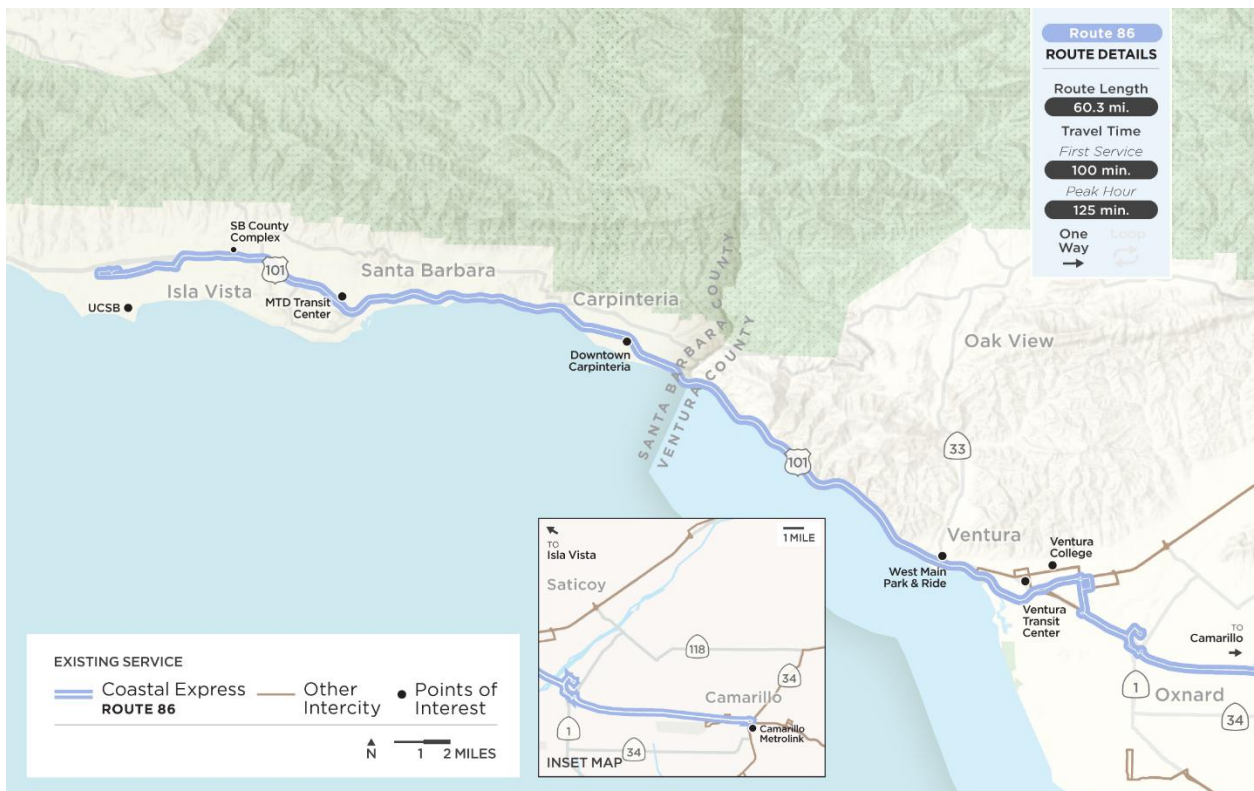 Route 86
ROUTE DETAILS
Route Length
60.3 mi.
Travel Time
First Service
100 min.
Peak Hour
125 min.
One
Way
Loop
SB County
Complex
101
Santa Barbara
Isla Vista
MTD Transit
Center
UCSB
Carpinteria
Downtown
Carpinteria
SANTA BARBARA COUNTY
VENTURA COUNTY
Oak View
101
33
Ventura
Ventura
College
West Main
Park & Ride
Ventura
Transit
Center
TO
Camarillo
1
Oxnard
34
TO
Isla Vista
1 MILE
Saticoy
118
34
Camarillo
1
34
Camarillo
Metrolink
INSET MAP
EXISTING SERVICE
Coastal Express
ROUTE 86
Other
Intercity
Points of
Interest
N
1 2 MILES